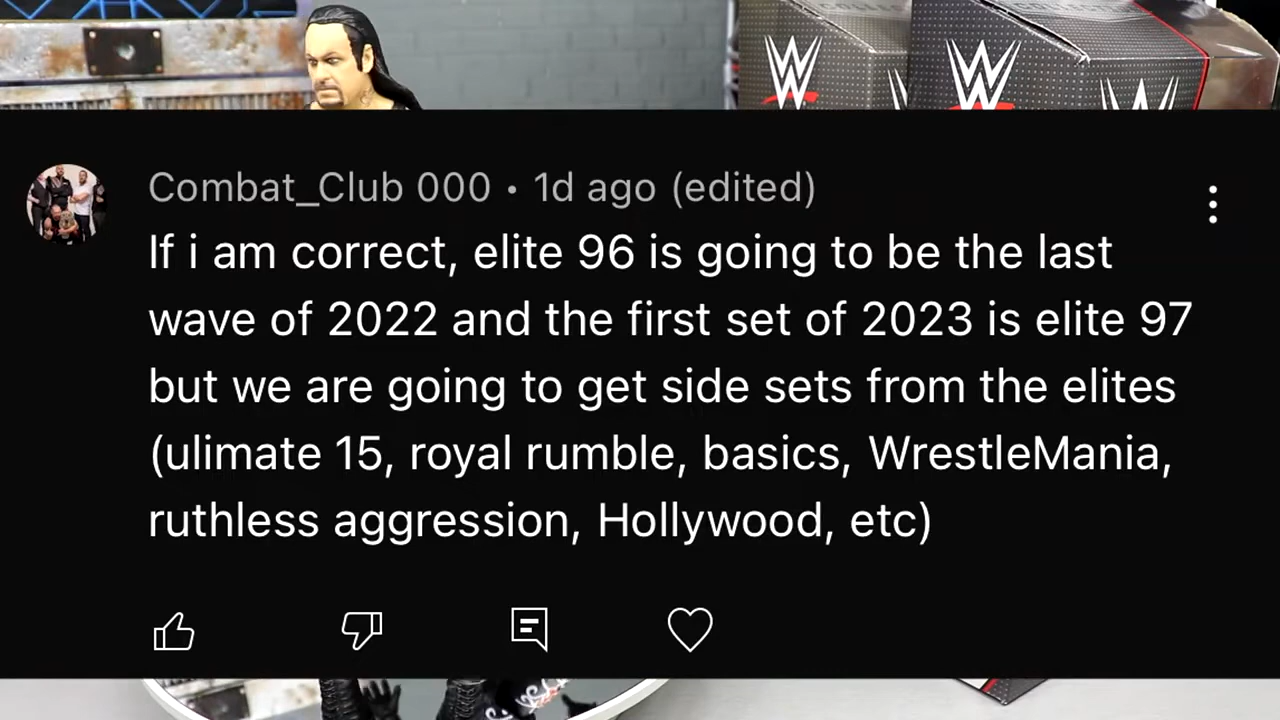 Combat_Club 000 • 1d ago (edited)
If i am correct, elite 96 is going to be the last
wave of 2022 and the first set of 2023 is elite 97
but we are going to get side sets from the elites
(ulimate 15, royal rumble, basics, WrestleMania,
ruthless aggression, Hollywood, etc)